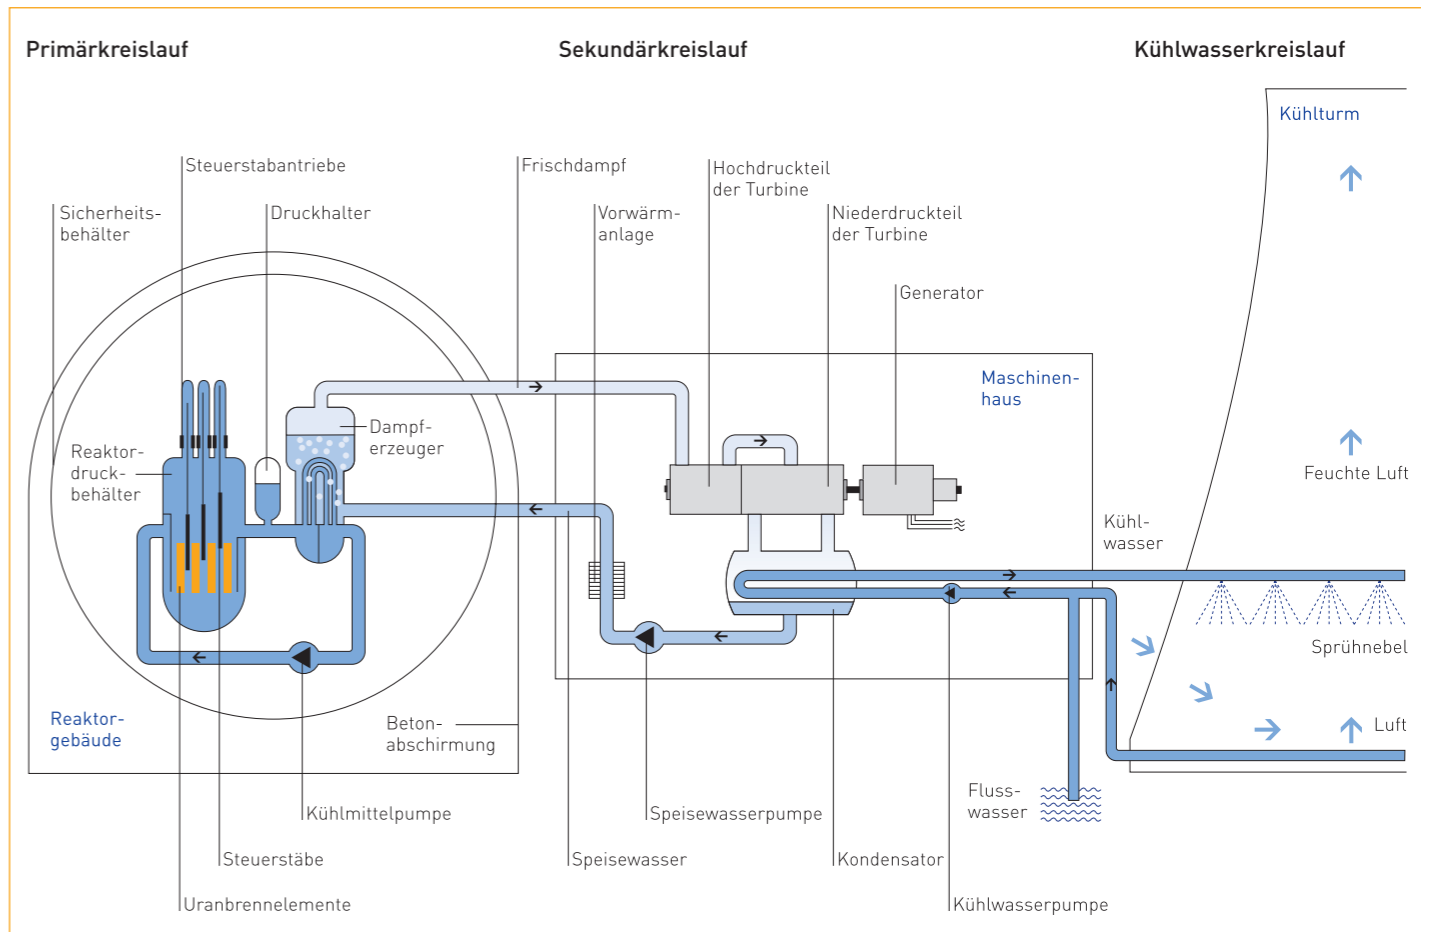 Primärkreislauf
Sekundärkreislauf
Kühlwasserkreislauf
Kühlturm
Steuerstabantriebe
Frischdampf
Hochdruckteil
der Turbine
Sicherheits-
behälter
Druckhalter
Vorwärm-
anlage
Niederdruckteil
der Turbine
Generator
Maschinen-
haus
Dampf-
erzeuger
Reaktor-
druck-
behälter
Feuchte Luft
Kühl-
wasser
Sprühnebel
Reaktor-
gebäude
Beton-
abschirmung
Luft
Fluss-
wasser
Kühlmittelpumpe
Speisewasserpumpe
Steuerstäbe
Speisewasser
Kondensator
Uranbrennelemente
Kühlwasserpumpe